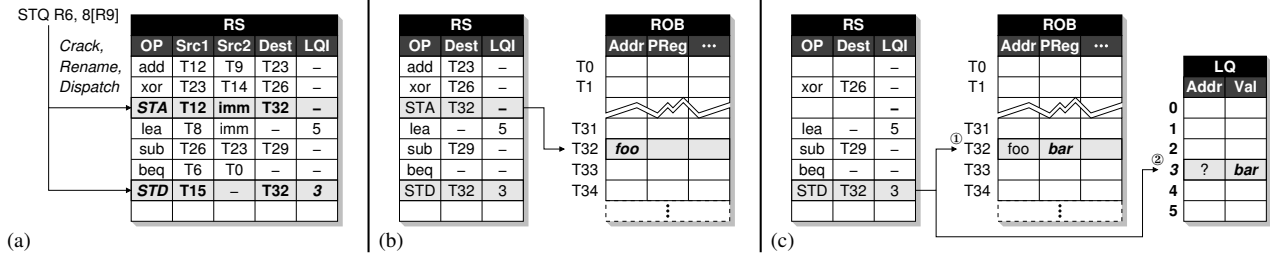 STQ R6, 8[R9]
Crack,
Rename,
Dispatch
RS
OP Src1 Src2 Dest LQI
add T12 T9 T23 –
xor T23 T14 T26 –
STA T12 imm T32 –
lea T8 imm – 5
sub T26 T23 T29 –
beq T6 T0 – –
STD T15 – T32 3
(a)
RS
OP Dest LQI
add T23 –
xor T26 –
STA T32 –
lea – 5
sub T29 –
beq – –
STD T32 3
ROB
Addr PReg ...
T0
T1
T31
T32 foo
T33
T34
⋮
(b)
RS
OP Dest LQI
–
xor T26 –
–
lea – 5
sub T29 –
beq – –
STD T32 3
ROB
Addr PReg ...
T0
T1
T31
① T32 foo bar
T33
T34
⋮
LQ
Addr Val
0
1
2
② 3 ? bar
4
5
(c)